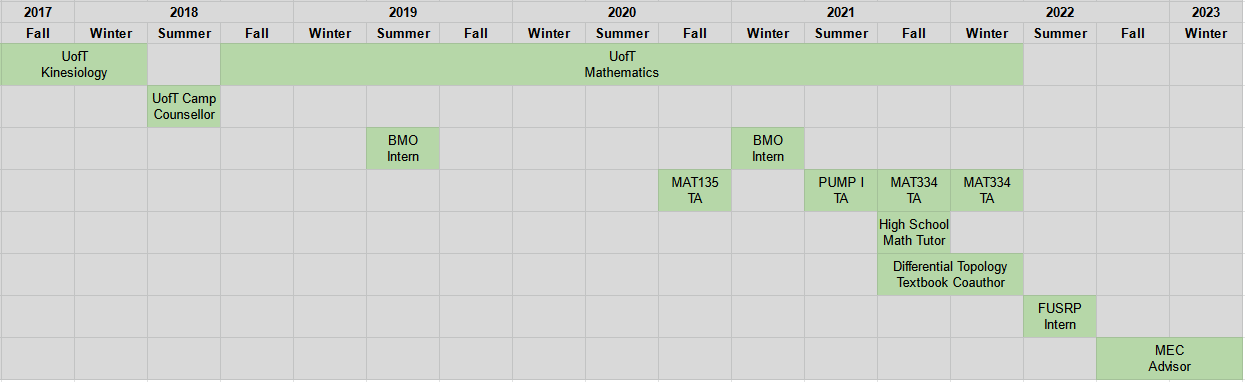 2017 2018 2019 2020 2021 2022 2023
Fall Winter Summer Fall Winter Summer Fall Winter Summer Fall Winter Summer Fall Winter Summer Fall Winter
UofT
Kinesiology
UofT
Mathematics
UofT Camp
Counsellor
BMO
Intern
BMO
Intern
MAT135
TA
PUMP I
TA
MAT334
TA
MAT334
TA
High School
Math Tutor
Differential Topology
Textbook Coauthor
FUSRP
Intern
MEC
Advisor